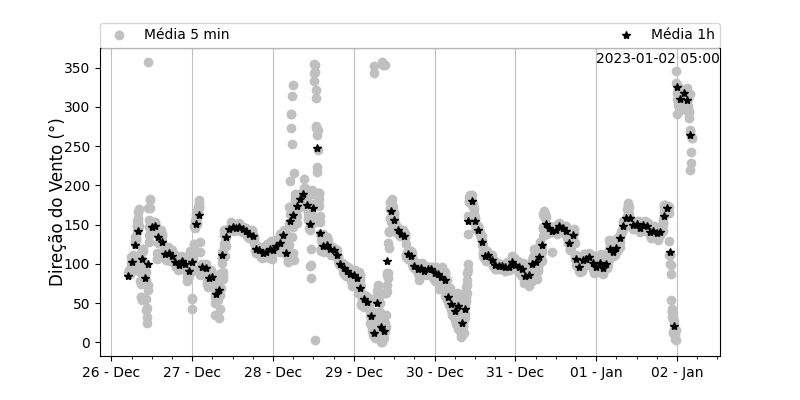 Média 5 min
Média 1h
2023-01-02 05:00
Direção do Vento (°)
350
300
250
200
150
100
50
0
26 - Dec
27 - Dec
28 - Dec
29 - Dec
30 - Dec
31 - Dec
01 - Jan
02 - Jan